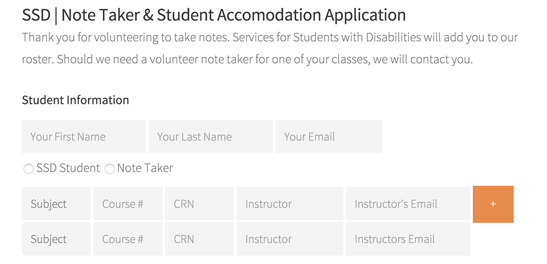 SSD | Note Taker & Student Accomodation Application
Thank you for volunteering to take notes. Services for Students with Disabilities will add you to our
roster. Should we need a volunteer note taker for one of your classes, we will contact you.
Student Information
Your First Name Your Last Name Your Email
SSD Student Note Taker
Subject Course # CRN Instructor Instructor's Email +
Subject Course # CRN Instructor Instructors Email